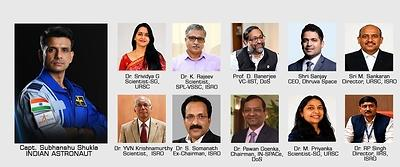 Capt. Subhanshu Shukla
INDIAN ASTRONAUT
Dr. Srividya G
Scientist-SG,
URSC
Dr. K. Rajeev
Scientist,
SPL-VSSC, ISRO
Prof. D. Banerjee
VC-IIST, DoS
Shri Sanjay
CEO, Dhruva Space
Sri M. Sankaran
Director, URSC, ISRO
Dr. YVN Krishnamurthy
Scientist, ISRO
Dr. S. Somanath
Ex-Chairman, ISRO
Dr. Pawan Goenka,
Chairman, IN-SPACe,
DoS
Dr. M. Priyanka
Scientist-SD, URSC
Dr. RP Singh
Director, IIRS,
ISRO